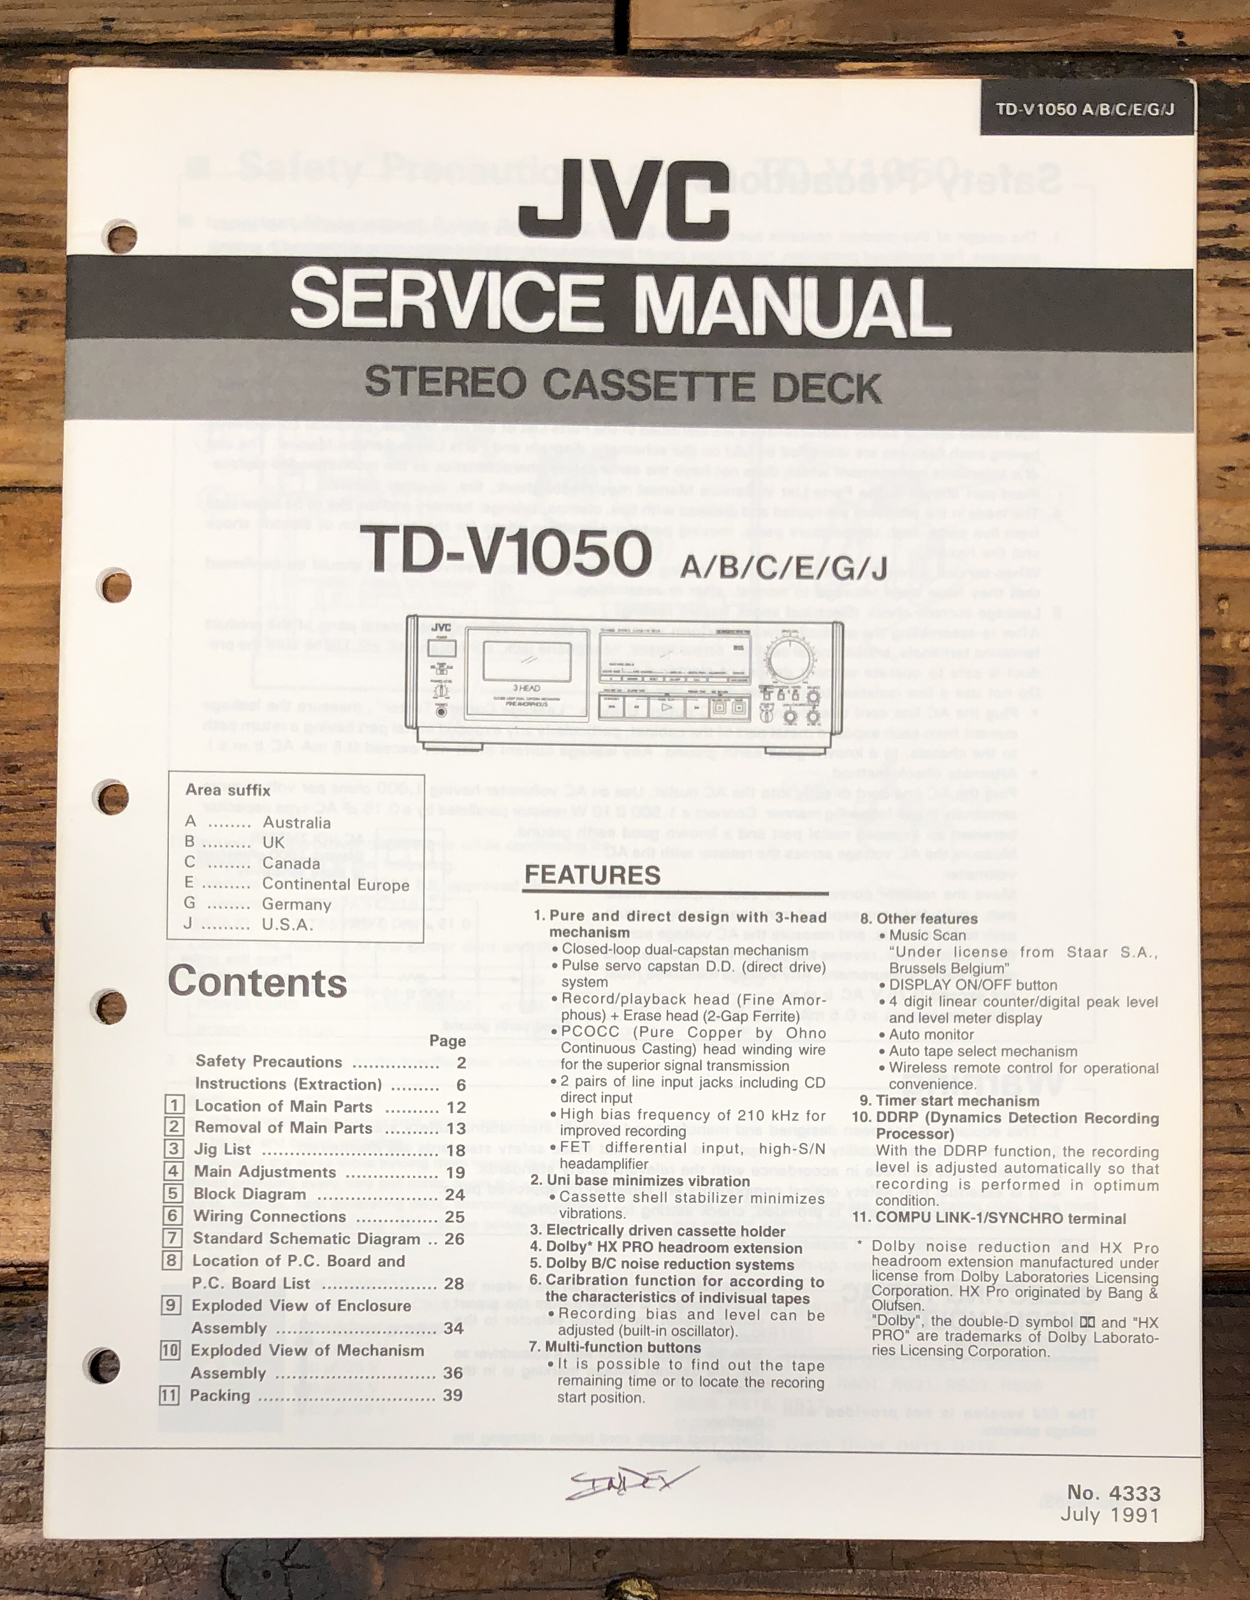 TD-V1050 A/B/C/E/G/J
JVC
SERVICE MANUAL
STEREO CASSETTE DECK
TD-V1050 A/B/C/E/G/J
JVC
3 HEAD
Area suffix
A ........ Australia
B ......... UK
C ........ Canada
E ......... Continental Europe
G ......... Germany
J ......... U.S.A.
Contents
Page
Safety Precautions ................ 2
Instructions (Extraction) ......... 6
1 Location of Main Parts .......... 12
2 Removal of Main Parts .......... 13
3 Jig List ................................. 18
4 Main Adjustments ................. 19
5 Block Diagram ...................... 24
6 Wiring Connections ............... 25
7 Standard Schematic Diagram .. 26
8 Location of P.C. Board and
P.C. Board List ...................... 28
9 Exploded View of Enclosure
Assembly ............................. 34
10 Exploded View of Mechanism
Assembly ............................. 36
11 Packing ................................ 39
FEATURES
1. Pure and direct design with 3-head
mechanism
• Closed-loop dual-capstan mechanism
• Pulse servo capstan D.D. (direct drive)
system
• Record/playback head (Fine Amor-
phous) + Erase head (2-Gap Ferrite)
• PCOCC (Pure Copper by Ohno
Continuous Casting) head winding wire
for the superior signal transmission
• 2 pairs of line input jacks including CD
direct input
• High bias frequency of 210 kHz for
improved recording
• FET differential input, high-S/N
headamplifier
2. Uni base minimizes vibration
• Cassette shell stabilizer minimizes
vibrations.
3. Electrically driven cassette holder
4. Dolby* HX PRO headroom extension
5. Dolby B/C noise reduction systems
6. Caribration function for according to
the characteristics of indivisual tapes
• Recording bias and level can be
adjusted (built-in oscillator).
7. Multi-function buttons
• It is possible to find out the tape
remaining time or to locate the recoring
start position.
8. Other features
• Music Scan
"Under license from Staar S.A.,
Brussels Belgium"
• DISPLAY ON/OFF button
• 4 digit linear counter/digital peak level
and level meter display
• Auto monitor
• Auto tape select mechanism
• Wireless remote control for operational
convenience.
9. Timer start mechanism
10. DDRP (Dynamics Detection Recording
Processor)
With the DDRP function, the recording
level is adjusted automatically so that
recording is performed in optimum
condition.
11. COMPU LINK-1/SYNCHRO terminal
* Dolby noise reduction and HX Pro
headroom extension manufactured under
license from Dolby Laboratories Licensing
Corporation. HX Pro originated by Bang &
Olufsen.
"Dolby", the double-D symbol and "HX
PRO" are trademarks of Dolby Laborato-
ries Licensing Corporation.
INDEX
No. 4333
July 1991